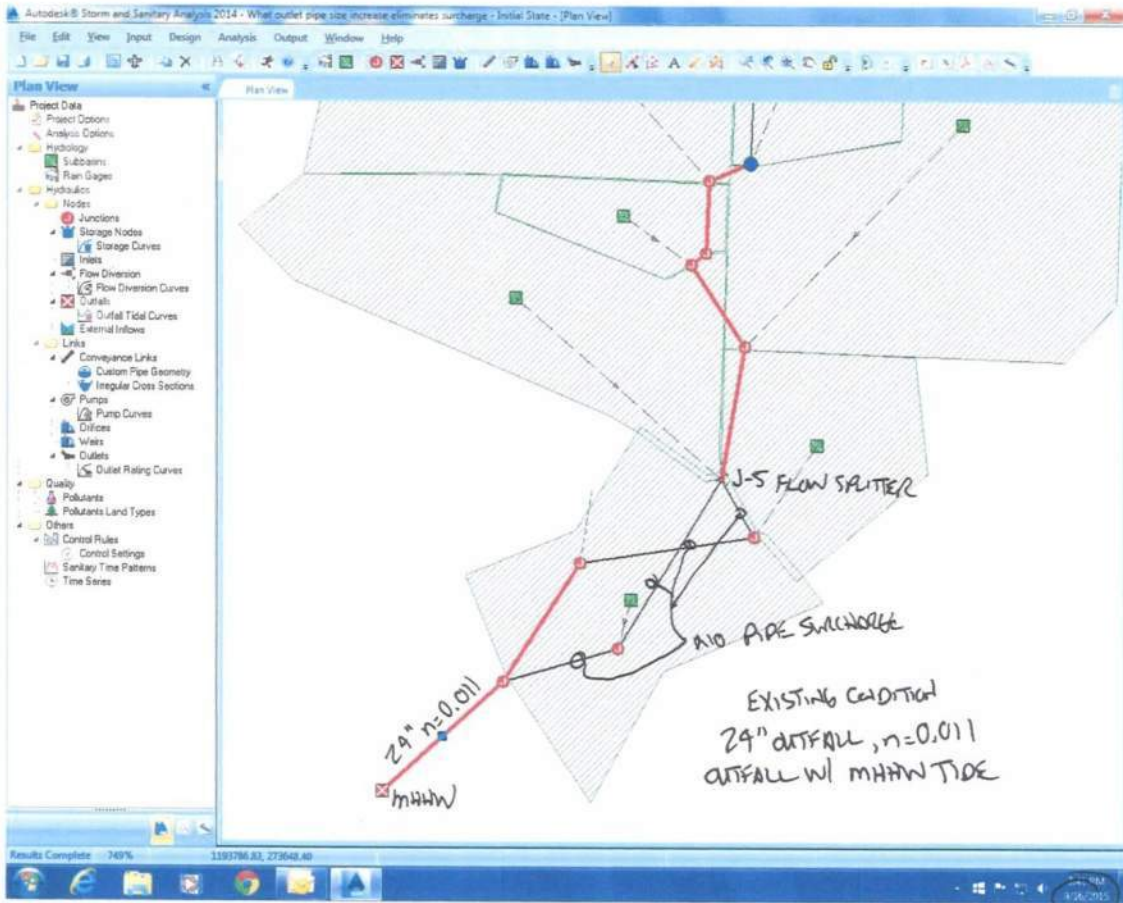 Autodesk® Storm and Sanitary Analysis 2014 - What outlet pipe size increase eliminates surcharge - Initial State - [Plan View]
File Edit View Input Design Analysis Output Window Help
Plan View
Plan View
Project Data
Project Options
Analysis Options
Hydrology
Subbasins
Rain Gages
Hydraulics
Nodes
Junctions
Storage Nodes
Storage Curves
Inlets
Flow Diversion
Flow Diversion Curves
Outfalls
Outfall Tidal Curves
External Inflows
Links
Conveyance Links
Custom Pipe Geometry
Irregular Cross Sections
Pumps
Pump Curves
Orifices
Weirs
Outlets
Outlet Rating Curves
Quality
Pollutants
Pollutants Land Types
Others
Control Rules
Control Settings
Sanitary Time Patterns
Time Series
J-5 FLOW SPLITTER
NO PIPE SURCHARGE
24" n=0.011
MHHW
EXISTING CONDITION
24" OUTFALL, n=0.011
OUTFALL W/ MHHW TIDE
Results Complete 749% 1193786.83, 273648.40